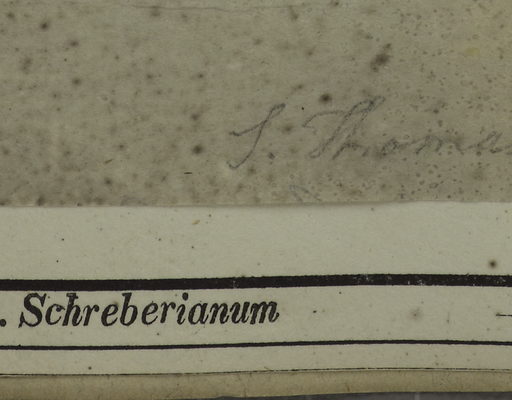 S. Thomas
. Schreberianum